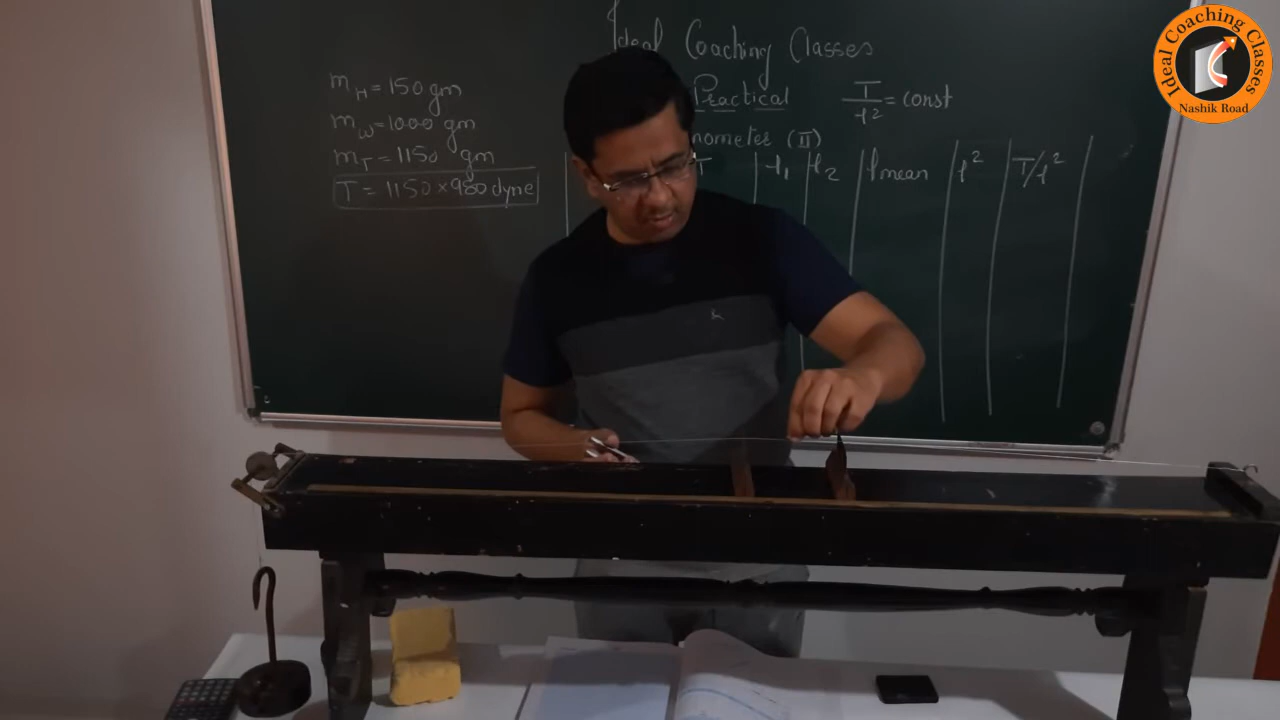 Ideal Coaching Classes
Practical
T/l² = const
nometer (II)
m_H = 150 gm
m_W = 1000 gm
m_T = 1150 gm
T = 1150 × 980 dyne
T l₁ l₂ lmean l² T/l²
Ideal Coaching Classes
Nashik Road